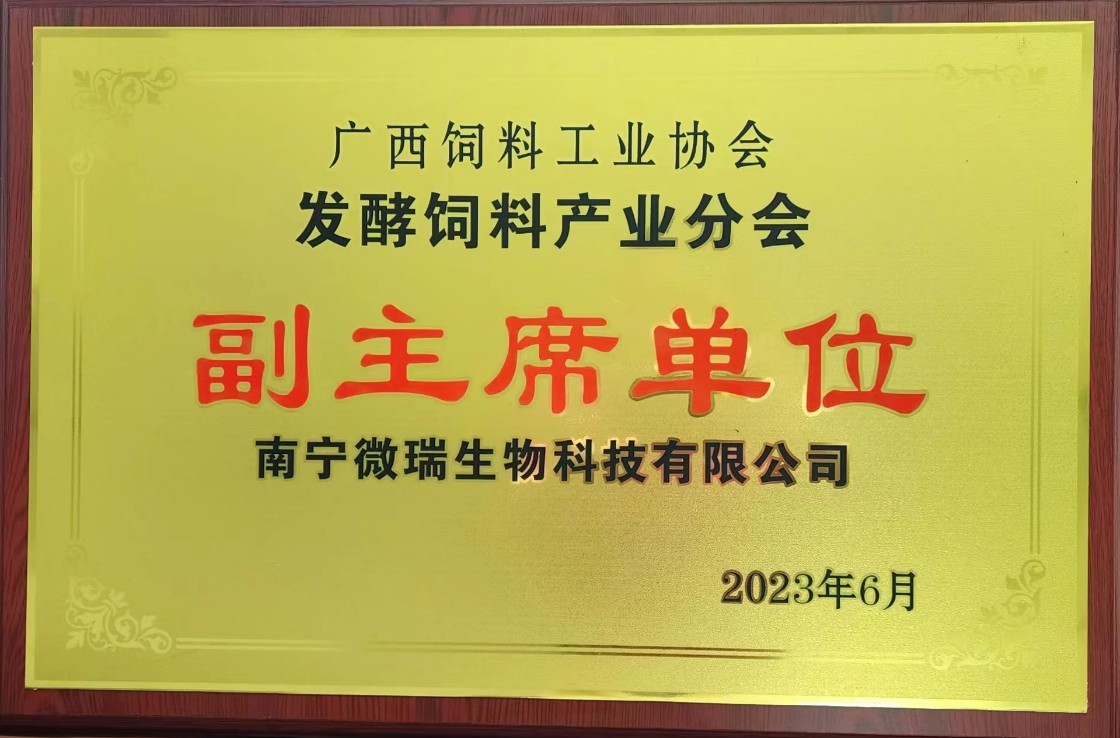 广西饲料工业协会
发酵饲料产业分会
副主席单位
南宁微瑞生物科技有限公司
2023年6月